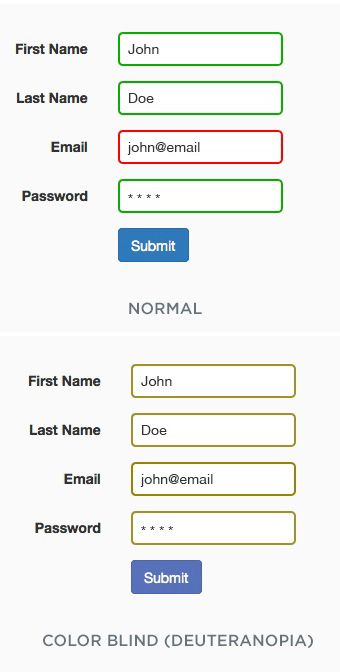 First Name John
Last Name Doe
Email john@email
Password * * * *
Submit
NORMAL
First Name John
Last Name Doe
Email john@email
Password * * * *
Submit
COLOR BLIND (DEUTERANOPIA)